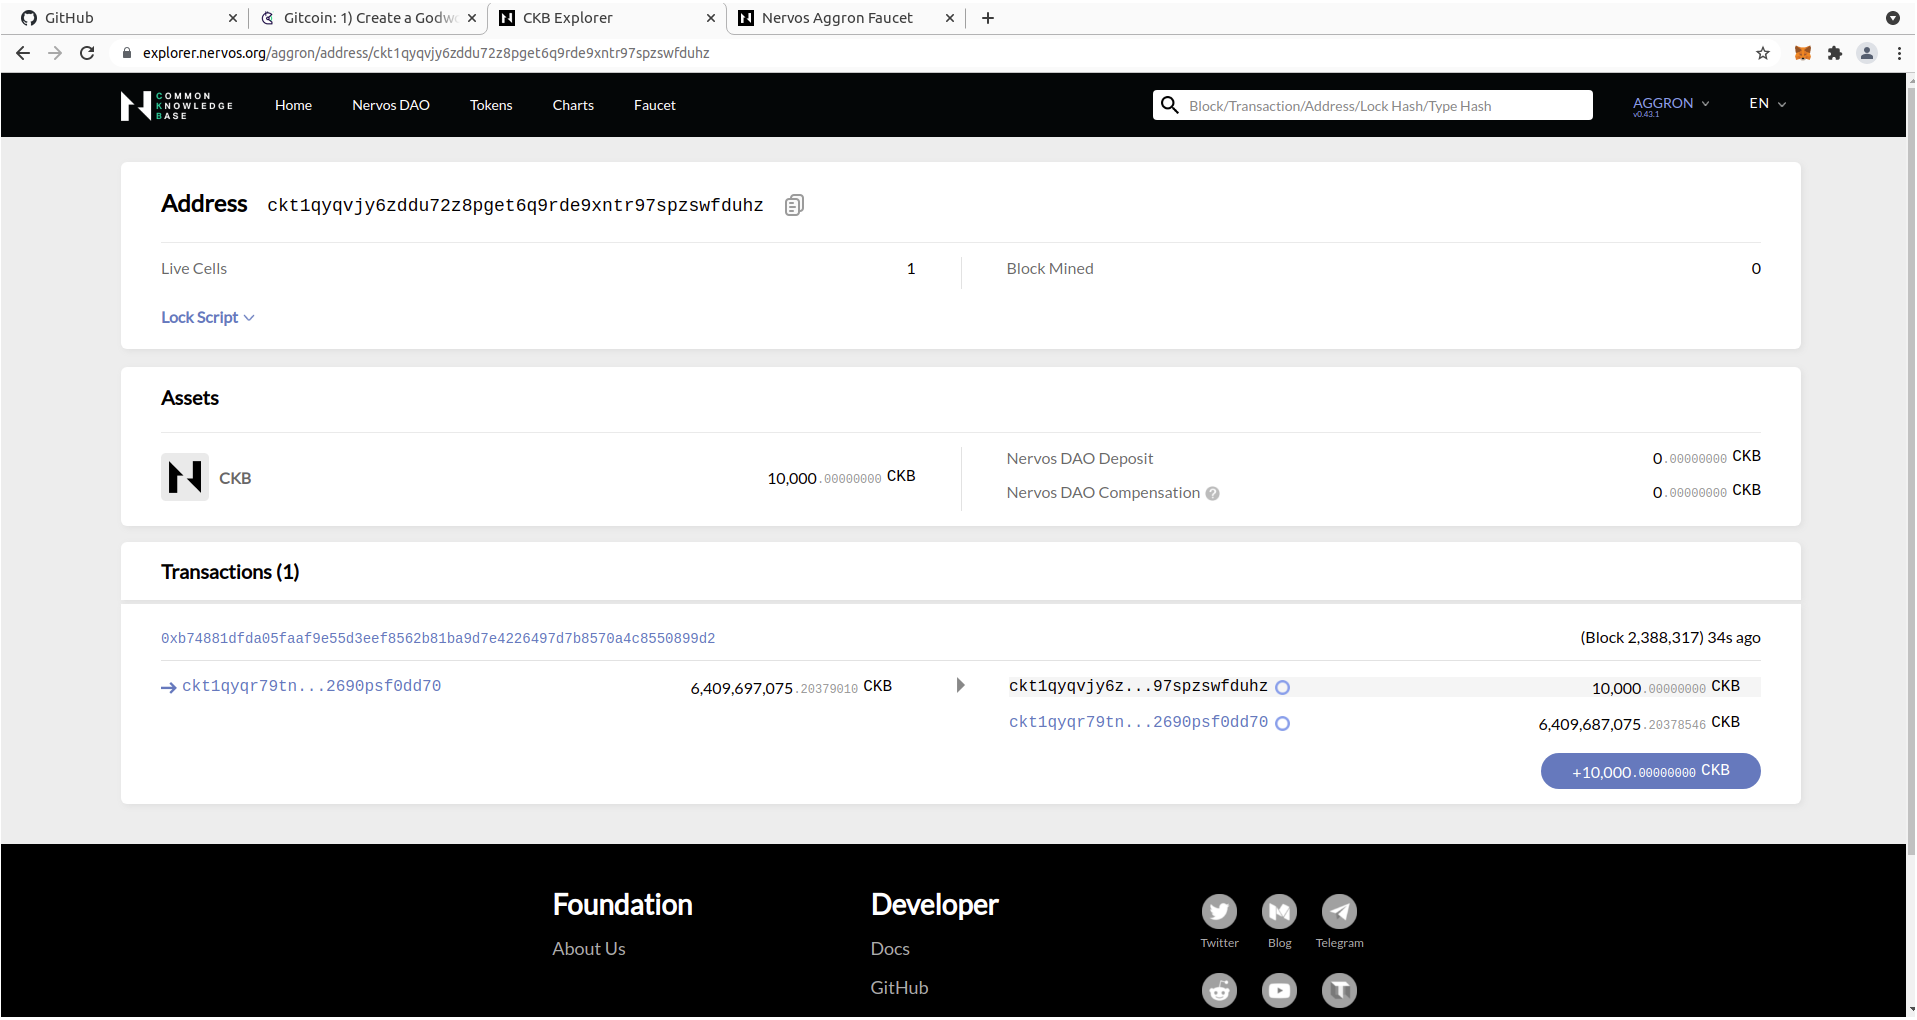 GitHub
Gitcoin: 1) Create a Godwo
CKB Explorer
Nervos Aggron Faucet
explorer.nervos.org/aggron/address/ckt1qyqvjy6zddu72z8pget6q9rde9xntr97spzswfduhz
COMMON
KNOWLEDGE
BASE
Home
Nervos DAO
Tokens
Charts
Faucet
Block/Transaction/Address/Lock Hash/Type Hash
AGGRON
v0.43.1
EN
Address ckt1qyqvjy6zddu72z8pget6q9rde9xntr97spzswfduhz
Live Cells 1
Block Mined 0
Lock Script
Assets
CKB 10,000.00000000 CKB
Nervos DAO Deposit 0.00000000 CKB
Nervos DAO Compensation ? 0.00000000 CKB
Transactions (1)
0xb74881dfda05faaf9e55d3eef8562b81ba9d7e4226497d7b8570a4c8550899d2 (Block 2,388,317) 34s ago
ckt1qyqr79tn...2690psf0dd70 6,409,697,075.20379010 CKB
ckt1qyqvjy6z...97spzswfduhz 10,000.00000000 CKB
ckt1qyqr79tn...2690psf0dd70 6,409,687,075.20378546 CKB
+10,000.00000000 CKB
Foundation
About Us
Developer
Docs
GitHub
Twitter
Blog
Telegram